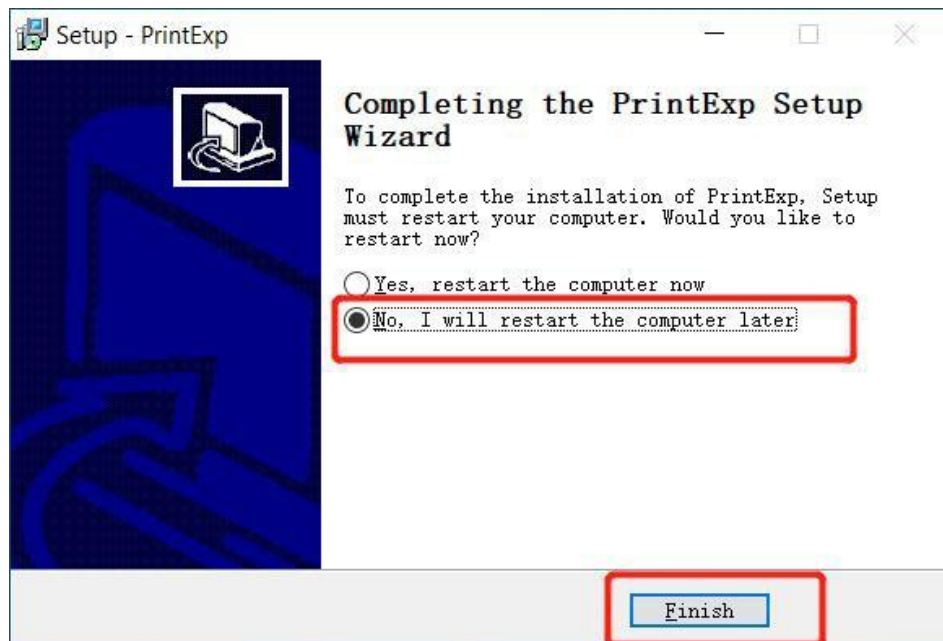 Setup - PrintExp
Completing the PrintExp Setup
Wizard
To complete the installation of PrintExp, Setup
must restart your computer. Would you like to
restart now?
Yes, restart the computer now
No, I will restart the computer later
Finish